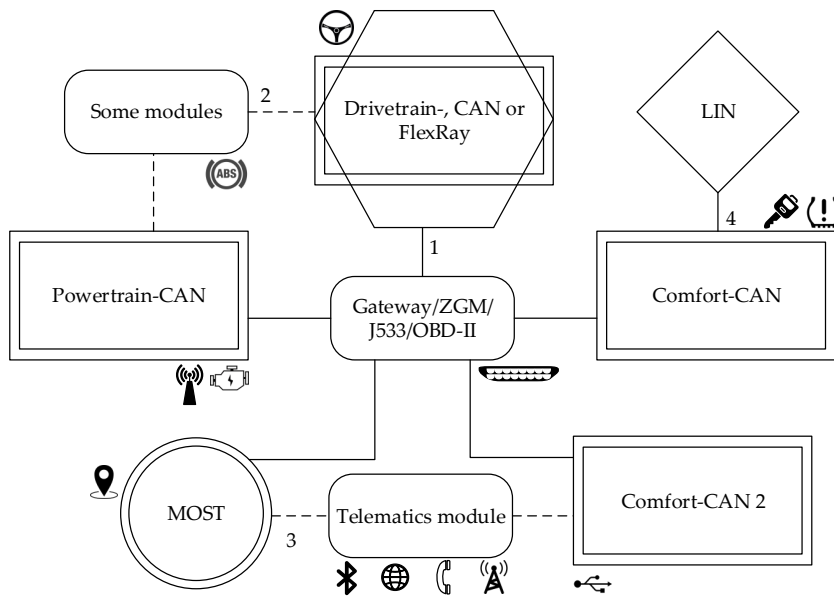 2
Some modules
Drivetrain-, CAN or
FlexRay
LIN
ABS
1
4
Powertrain-CAN
Gateway/ZGM/
J533/OBD-II
Comfort-CAN
MOST
3
Telematics module
Comfort-CAN 2